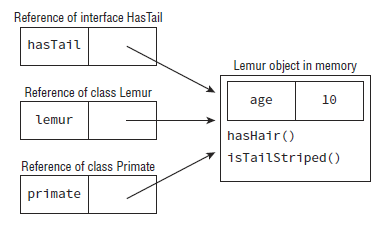 Reference of interface HasTail
hasTail
Reference of class Lemur
lemur
Reference of class Primate
primate
Lemur object in memory
age 10
hasHair()
isTailStriped()